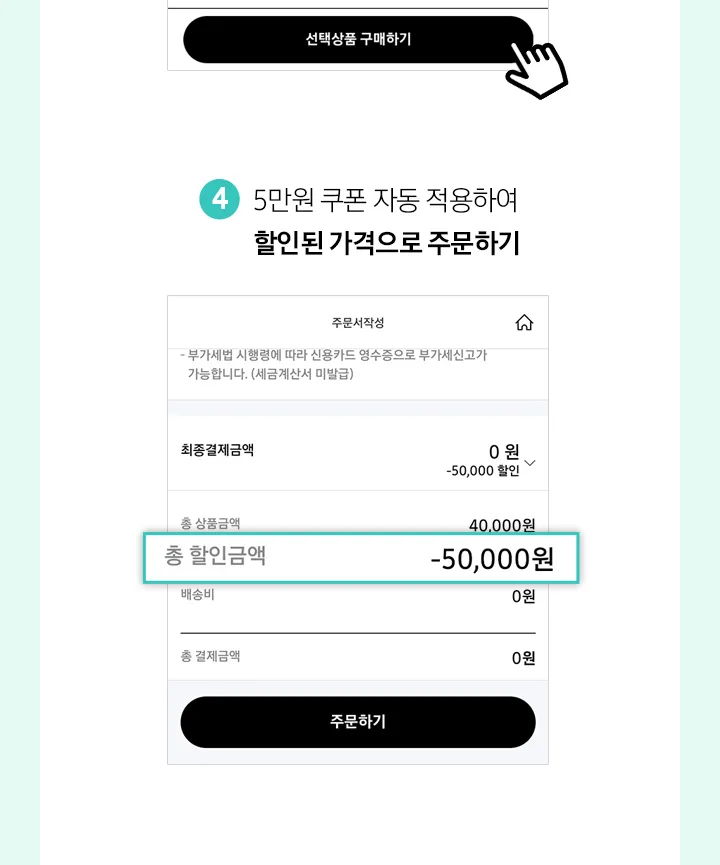 선택상품 구매하기
4 5만원 쿠폰 자동 적용하여
할인된 가격으로 주문하기
주문서작성
- 부가세법 시행령에 따라 신용카드 영수증으로 부가세신고가
가능합니다. (세금계산서 미발급)
최종결제금액 0 원
-50,000 할인
총 상품금액 40,000원
총 할인금액 -50,000원
배송비 0원
총 결제금액 0원
주문하기